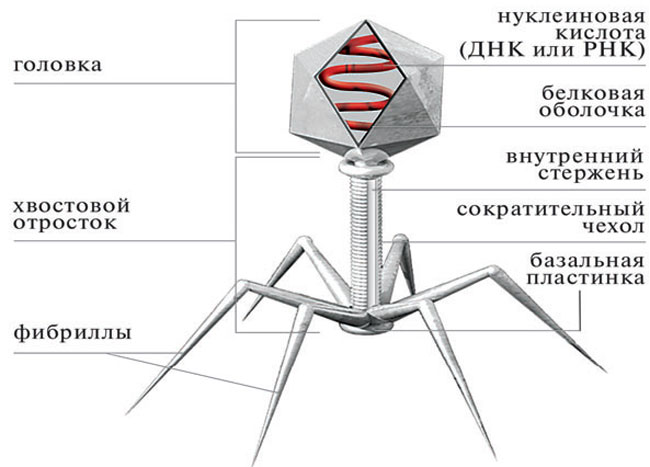 головка
хвостовой
отросток
фибриллы
нуклеиновая
кислота
(ДНК или РНК)
белковая
оболочка
внутренний
стержень
сократительный
чехол
базальная
пластинка